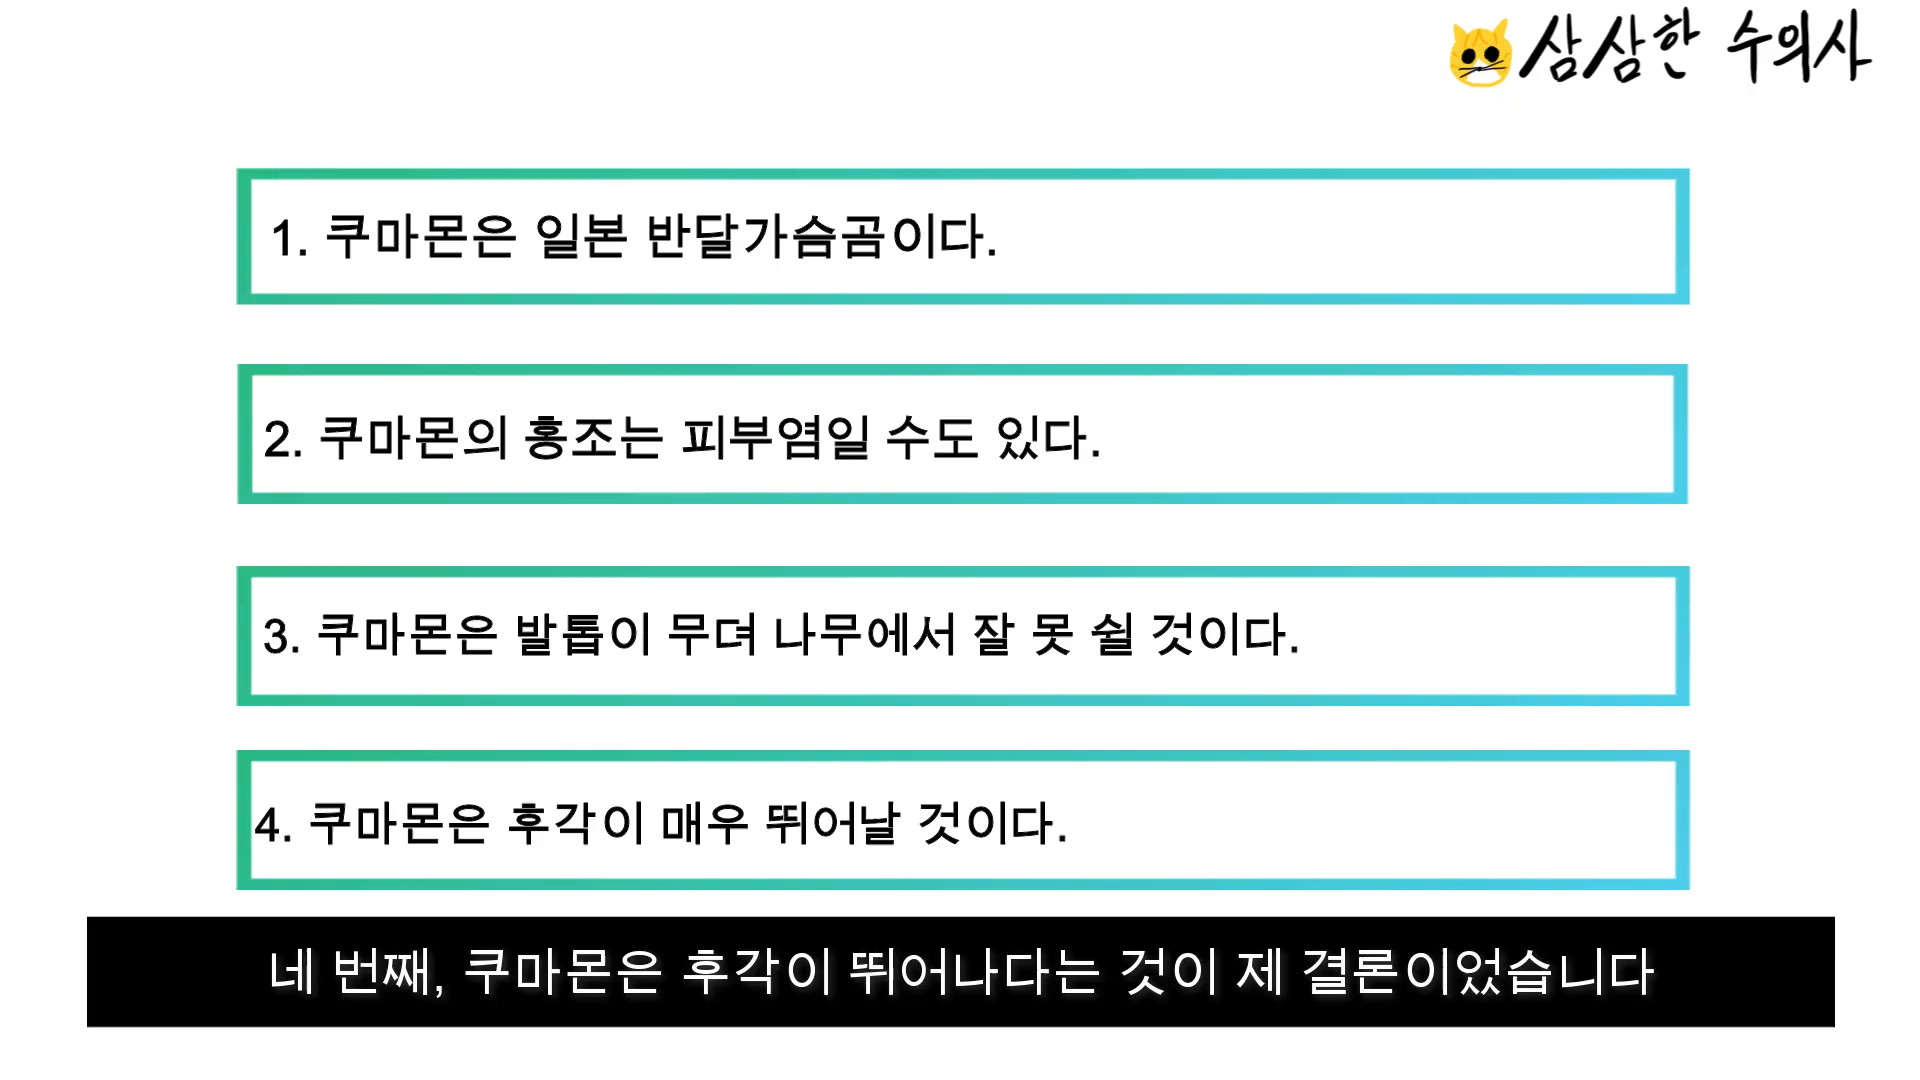 삼삼한 수의사
1. 쿠마몬은 일본 반달가슴곰이다.
2. 쿠마몬의 홍조는 피부염일 수도 있다.
3. 쿠마몬은 발톱이 무뎌 나무에서 잘 못 쉴 것이다.
4. 쿠마몬은 후각이 매우 뛰어날 것이다.
네 번째, 쿠마몬은 후각이 뛰어나다는 것이 제 결론이었습니다